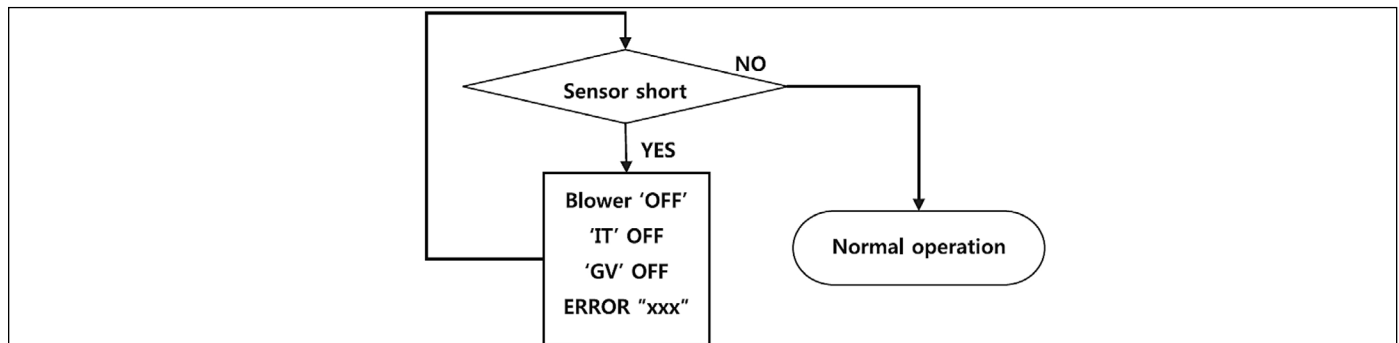 NO
Sensor short
YES
Blower ‘OFF’
‘IT’ OFF
‘GV’ OFF
ERROR “xxx”
Normal operation